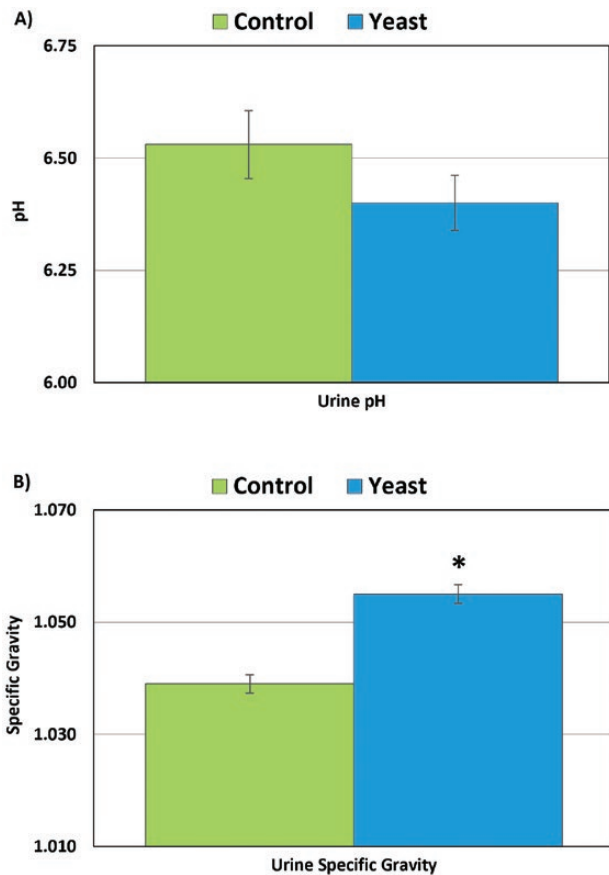 A)
Control Yeast
6.75
6.50
6.25
6.00
pH
Urine pH
B)
Control Yeast
1.070
1.050
1.030
1.010
Specific Gravity
*
Urine Specific Gravity